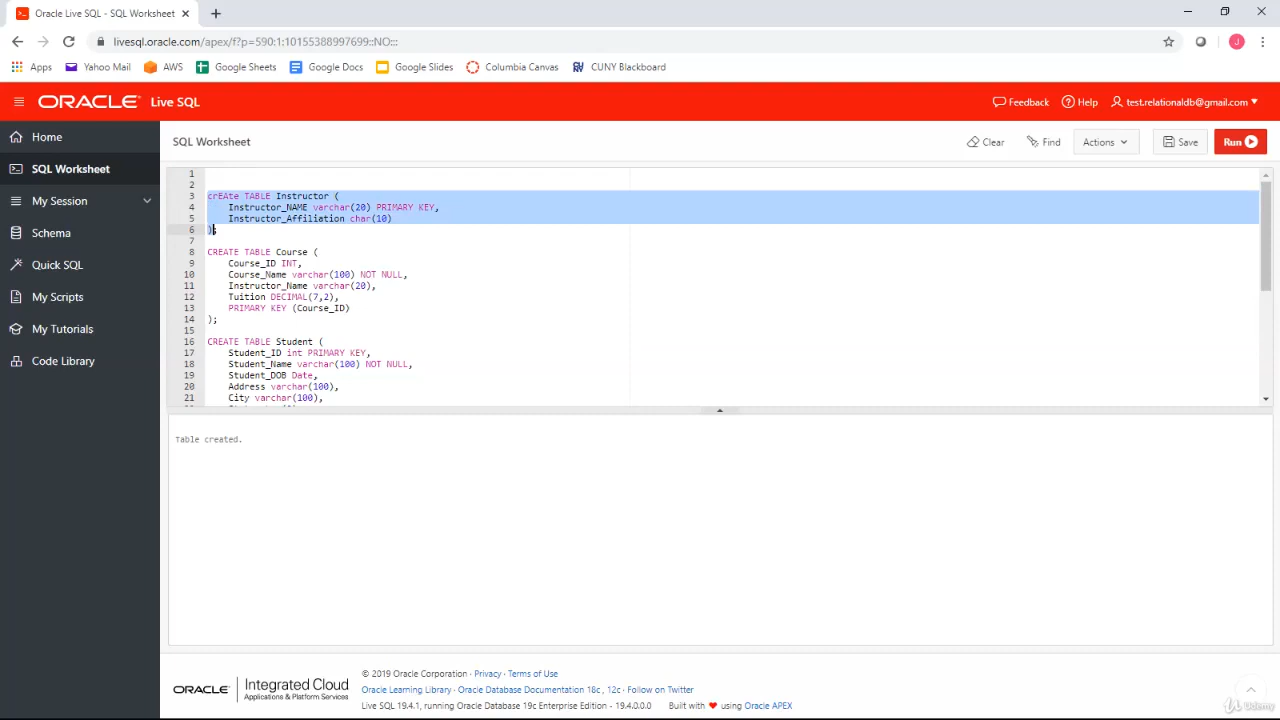 Oracle Live SQL - SQL Worksheet
livesql.oracle.com/apex/f?p=590:1:10155388997699::NO:::
J
Apps Yahoo Mail AWS Google Sheets Google Docs Google Slides Columbia Canvas CUNY Blackboard
ORACLE Live SQL Feedback Help test.relationaldb@gmail.com
Home
SQL Worksheet
My Session
Schema
Quick SQL
My Scripts
My Tutorials
Code Library
SQL Worksheet Clear Find Actions Save Run
1
2
3 crEAte TABLE Instructor (
4 Instructor_NAME varchar(20) PRIMARY KEY,
5 Instructor_Affiliation char(10)
6 );
7
8 CREATE TABLE Course (
9 Course_ID INT,
10 Course_Name varchar(100) NOT NULL,
11 Instructor_Name varchar(20),
12 Tuition DECIMAL(7,2),
13 PRIMARY KEY (Course_ID)
14 );
15
16 CREATE TABLE Student (
17 Student_ID int PRIMARY KEY,
18 Student_Name varchar(100) NOT NULL,
19 Student_DOB Date,
20 Address varchar(100),
21 City varchar(100),
Table created.
ORACLE Integrated Cloud
Applications & Platform Services
© 2019 Oracle Corporation · Privacy · Terms of Use
Oracle Learning Library · Oracle Database Documentation 18c , 12c · Follow on Twitter
Live SQL 19.4.1, running Oracle Database 19c Enterprise Edition - 19.4.0.0.0 Built with ❤ using Oracle APEX
Udemy